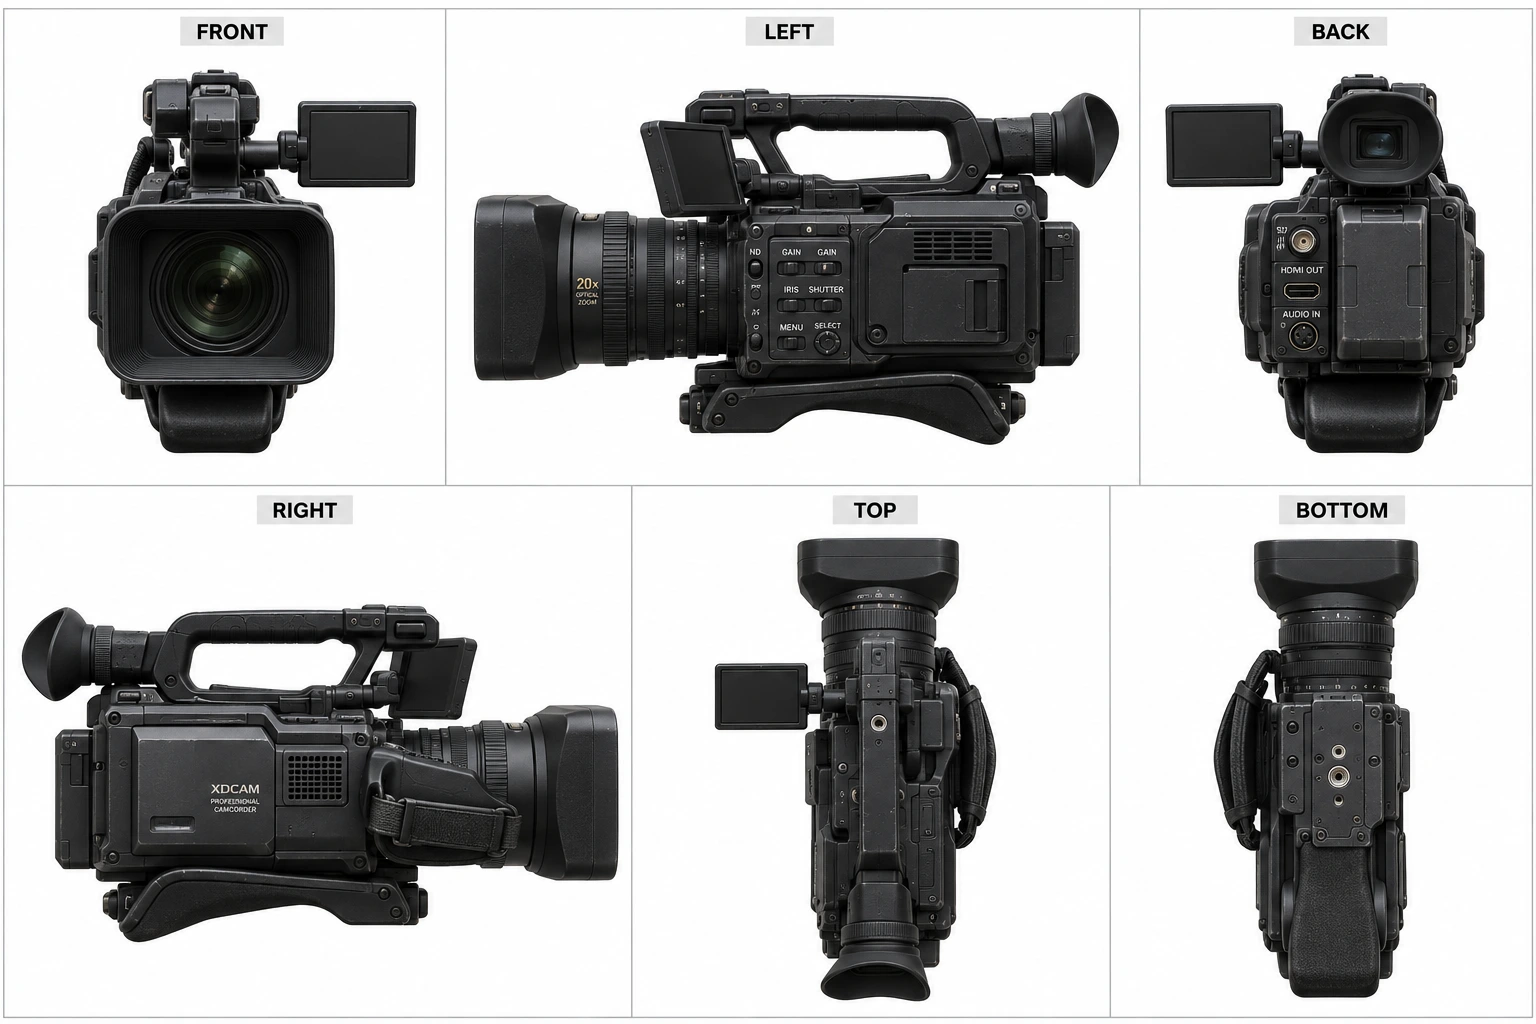 FRONT
LEFT
BACK
20x
OPTICAL
ZOOM
ND
GAIN GAIN
IRIS SHUTTER
MENU SELECT
HDMI OUT
AUDIO IN
RIGHT
TOP
BOTTOM
XDCAM
PROFESSIONAL
CAMCORDER